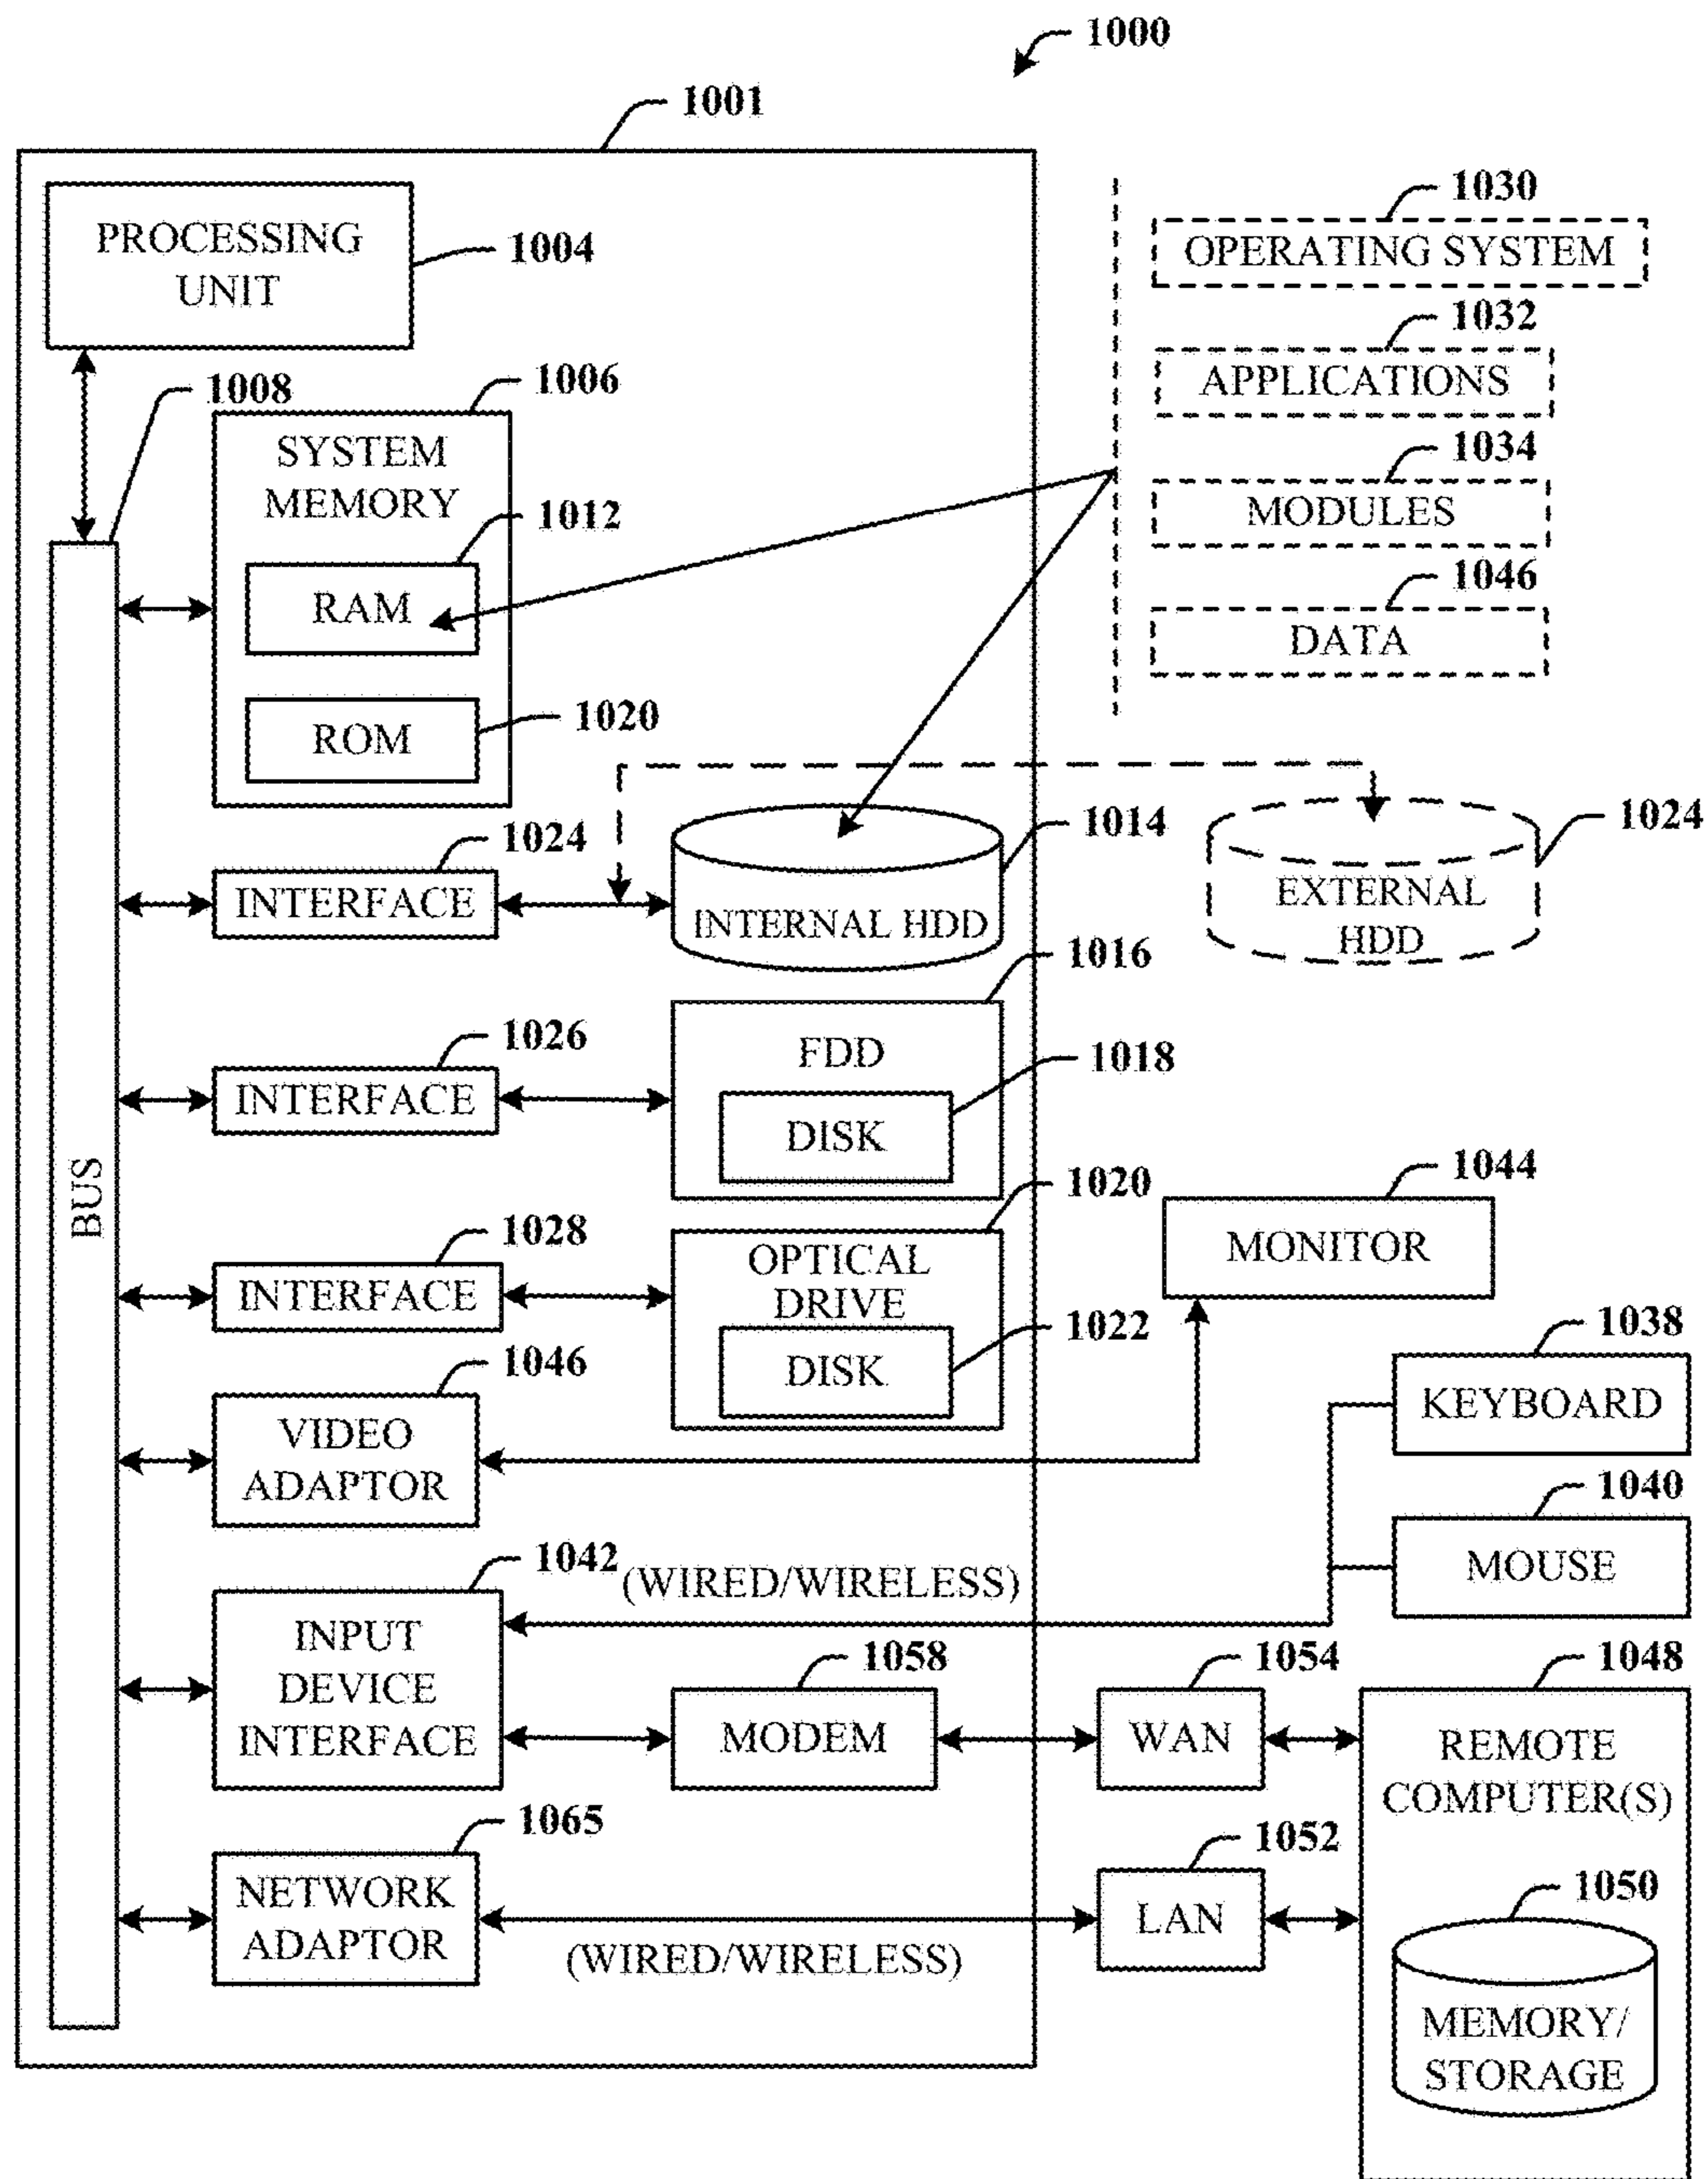 1000
1001
PROCESSING
UNIT
1004
1030
OPERATING SYSTEM
1032
APPLICATIONS
1034
MODULES
1046
DATA
1008
1006
SYSTEM
MEMORY
1012
RAM
1020
ROM
BUS
1024
INTERFACE
1014
INTERNAL HDD
1024
EXTERNAL
HDD
1026
INTERFACE
1016
FDD
1018
DISK
1028
INTERFACE
1020
OPTICAL
DRIVE
1022
DISK
1044
MONITOR
1046
VIDEO
ADAPTOR
1038
KEYBOARD
1040
MOUSE
1042
(WIRED/WIRELESS)
INPUT
DEVICE
INTERFACE
1058
MODEM
1054
WAN
1048
REMOTE
COMPUTER(S)
1065
NETWORK
ADAPTOR
(WIRED/WIRELESS)
1052
LAN
1050
MEMORY/
STORAGE